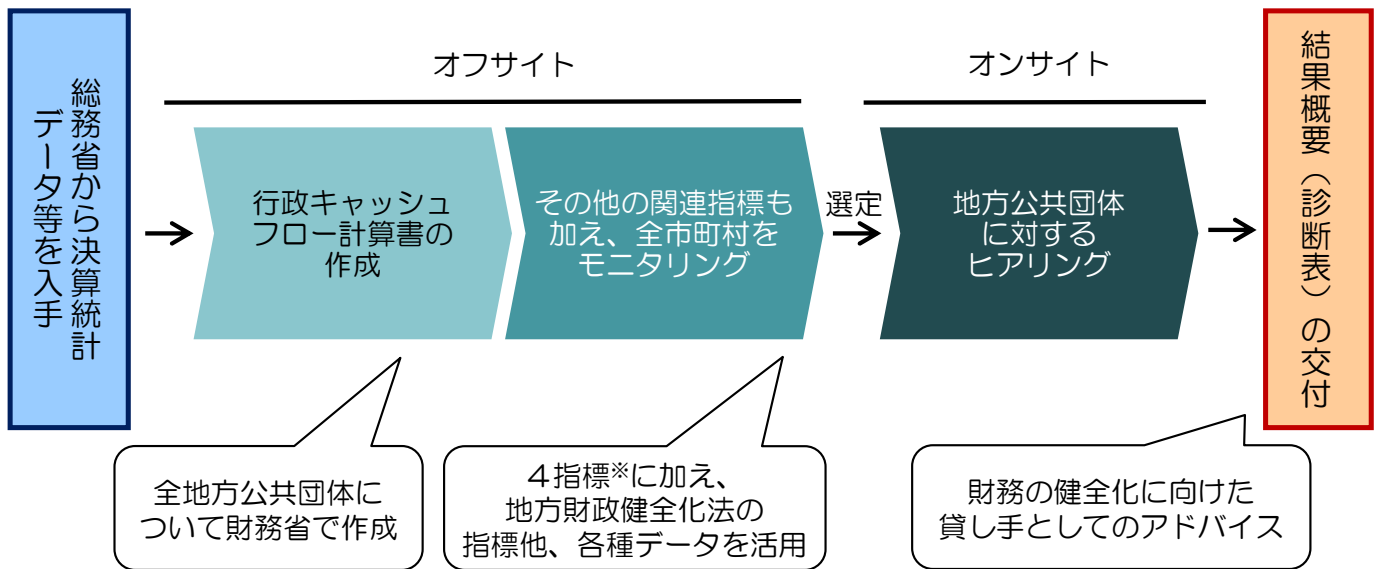 総務省から決算統計
データ等を入手
オフサイト
行政キャッシュ
フロー計算書の
作成
その他の関連指標も
加え、全市町村を
モニタリング
選定
オンサイト
地方公共団体
に対する
ヒアリング
結果概要（診断表）の交付
全地方公共団体に
ついて財務省で作成
４指標※に加え、
地方財政健全化法の
指標他、各種データを活用
財務の健全化に向けた
貸し手としてのアドバイス